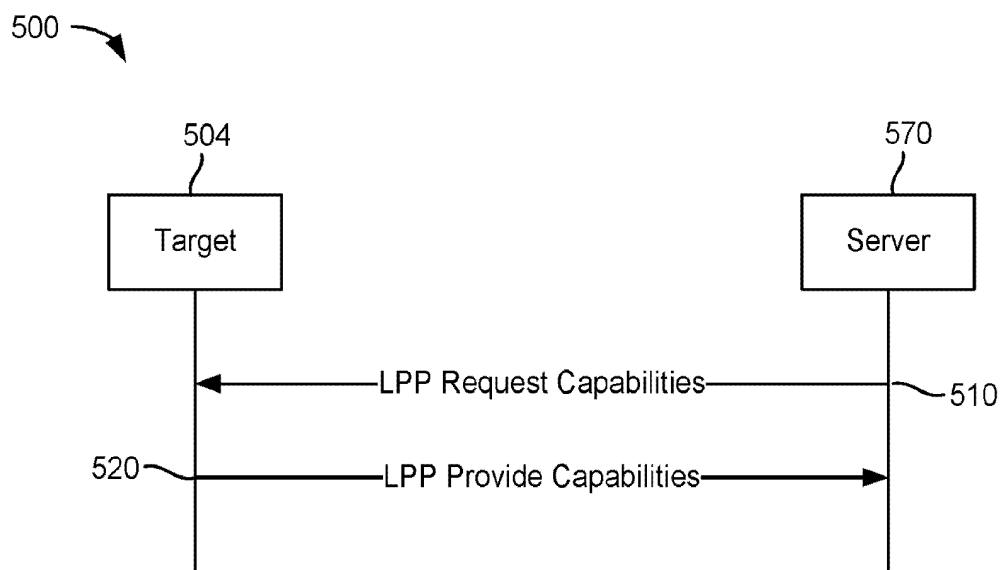 500
504
570
Target
Server
LPP Request Capabilities
510
520
LPP Provide Capabilities